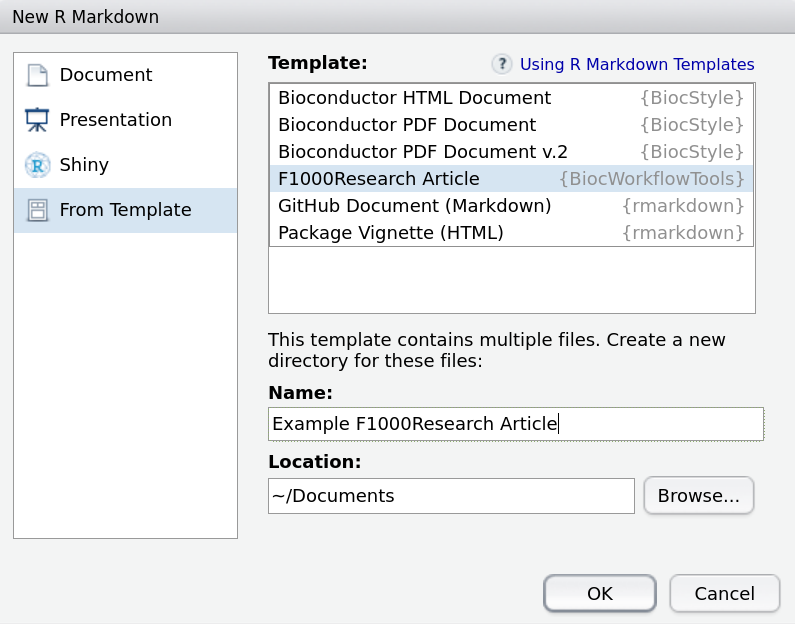 New R Markdown
Document
Presentation
Shiny
From Template
Template:
? Using R Markdown Templates
Bioconductor HTML Document {BiocStyle}
Bioconductor PDF Document {BiocStyle}
Bioconductor PDF Document v.2 {BiocStyle}
F1000Research Article {BiocWorkflowTools}
GitHub Document (Markdown) {rmarkdown}
Package Vignette (HTML) {rmarkdown}
This template contains multiple files. Create a new
directory for these files:
Name:
Example F1000Research Article
Location:
~/Documents
Browse...
OK
Cancel